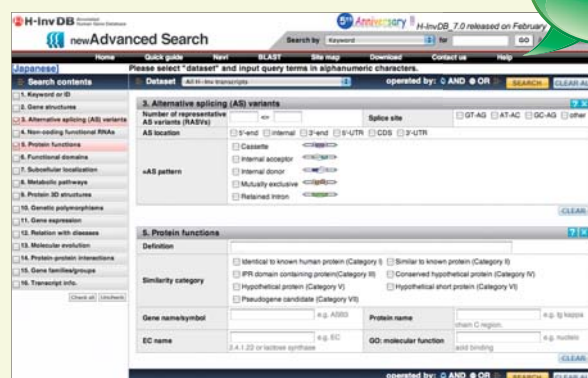 H-InvDB Annotated Human Gene Database
newAdvanced Search
5th Anniversary
H-InvDB_7.0 released on February
Search by Keyword for GO
Home Quick guide Navi BLAST Site map Download Contact us Help
[Japanese]
Please select "dataset" and input query terms in alphanumeric characters.
Search contents
Dataset All H-Inv transcripts
operated by: AND OR SEARCH CLEAR AL
1. Keyword or ID
2. Gene structures
3. Alternative splicing (AS) variants
4. Non-coding functional RNAs
5. Protein functions
6. Functional domains
7. Subcellular localization
8. Metabolic pathways
9. Protein 3D structures
10. Genetic polymorphisms
11. Gene expression
12. Relation with diseases
13. Molecular evolution
14. Protein-protein interactions
15. Gene families/groups
16. Transcript info.
Check all Uncheck
3. Alternative splicing (AS) variants ? X
Number of representative AS variants (RASVs) <=
Splice site GT-AG AT-AC GC-AG other
AS location 5'-end internal 3'-end 5'-UTR CDS 3'-UTR
=AS pattern
Cassette
Internal acceptor
Internal donor
Mutually exclusive
Retained intron
CLEAR
5. Protein functions ? X
Definition
Similarity category
Identical to known human protein (Category I) Similar to known protein (Category II)
IPR domain containing protein(Category III) Conserved hypothetical protein (Category IV)
Hypothetical protein (Category V) Hypothetical short protein (Category VI)
Pseudogene candidate (Category VII)
Gene name/symbol e.g. ASB3
Protein name e.g. Ig kappa chain C region.
EC name e.g. EC 3.4.1.22 or lactose synthase
GO: molecular function e.g. nucleic acid binding
CLEAR
operated by: AND OR SEARCH CLEAR AL